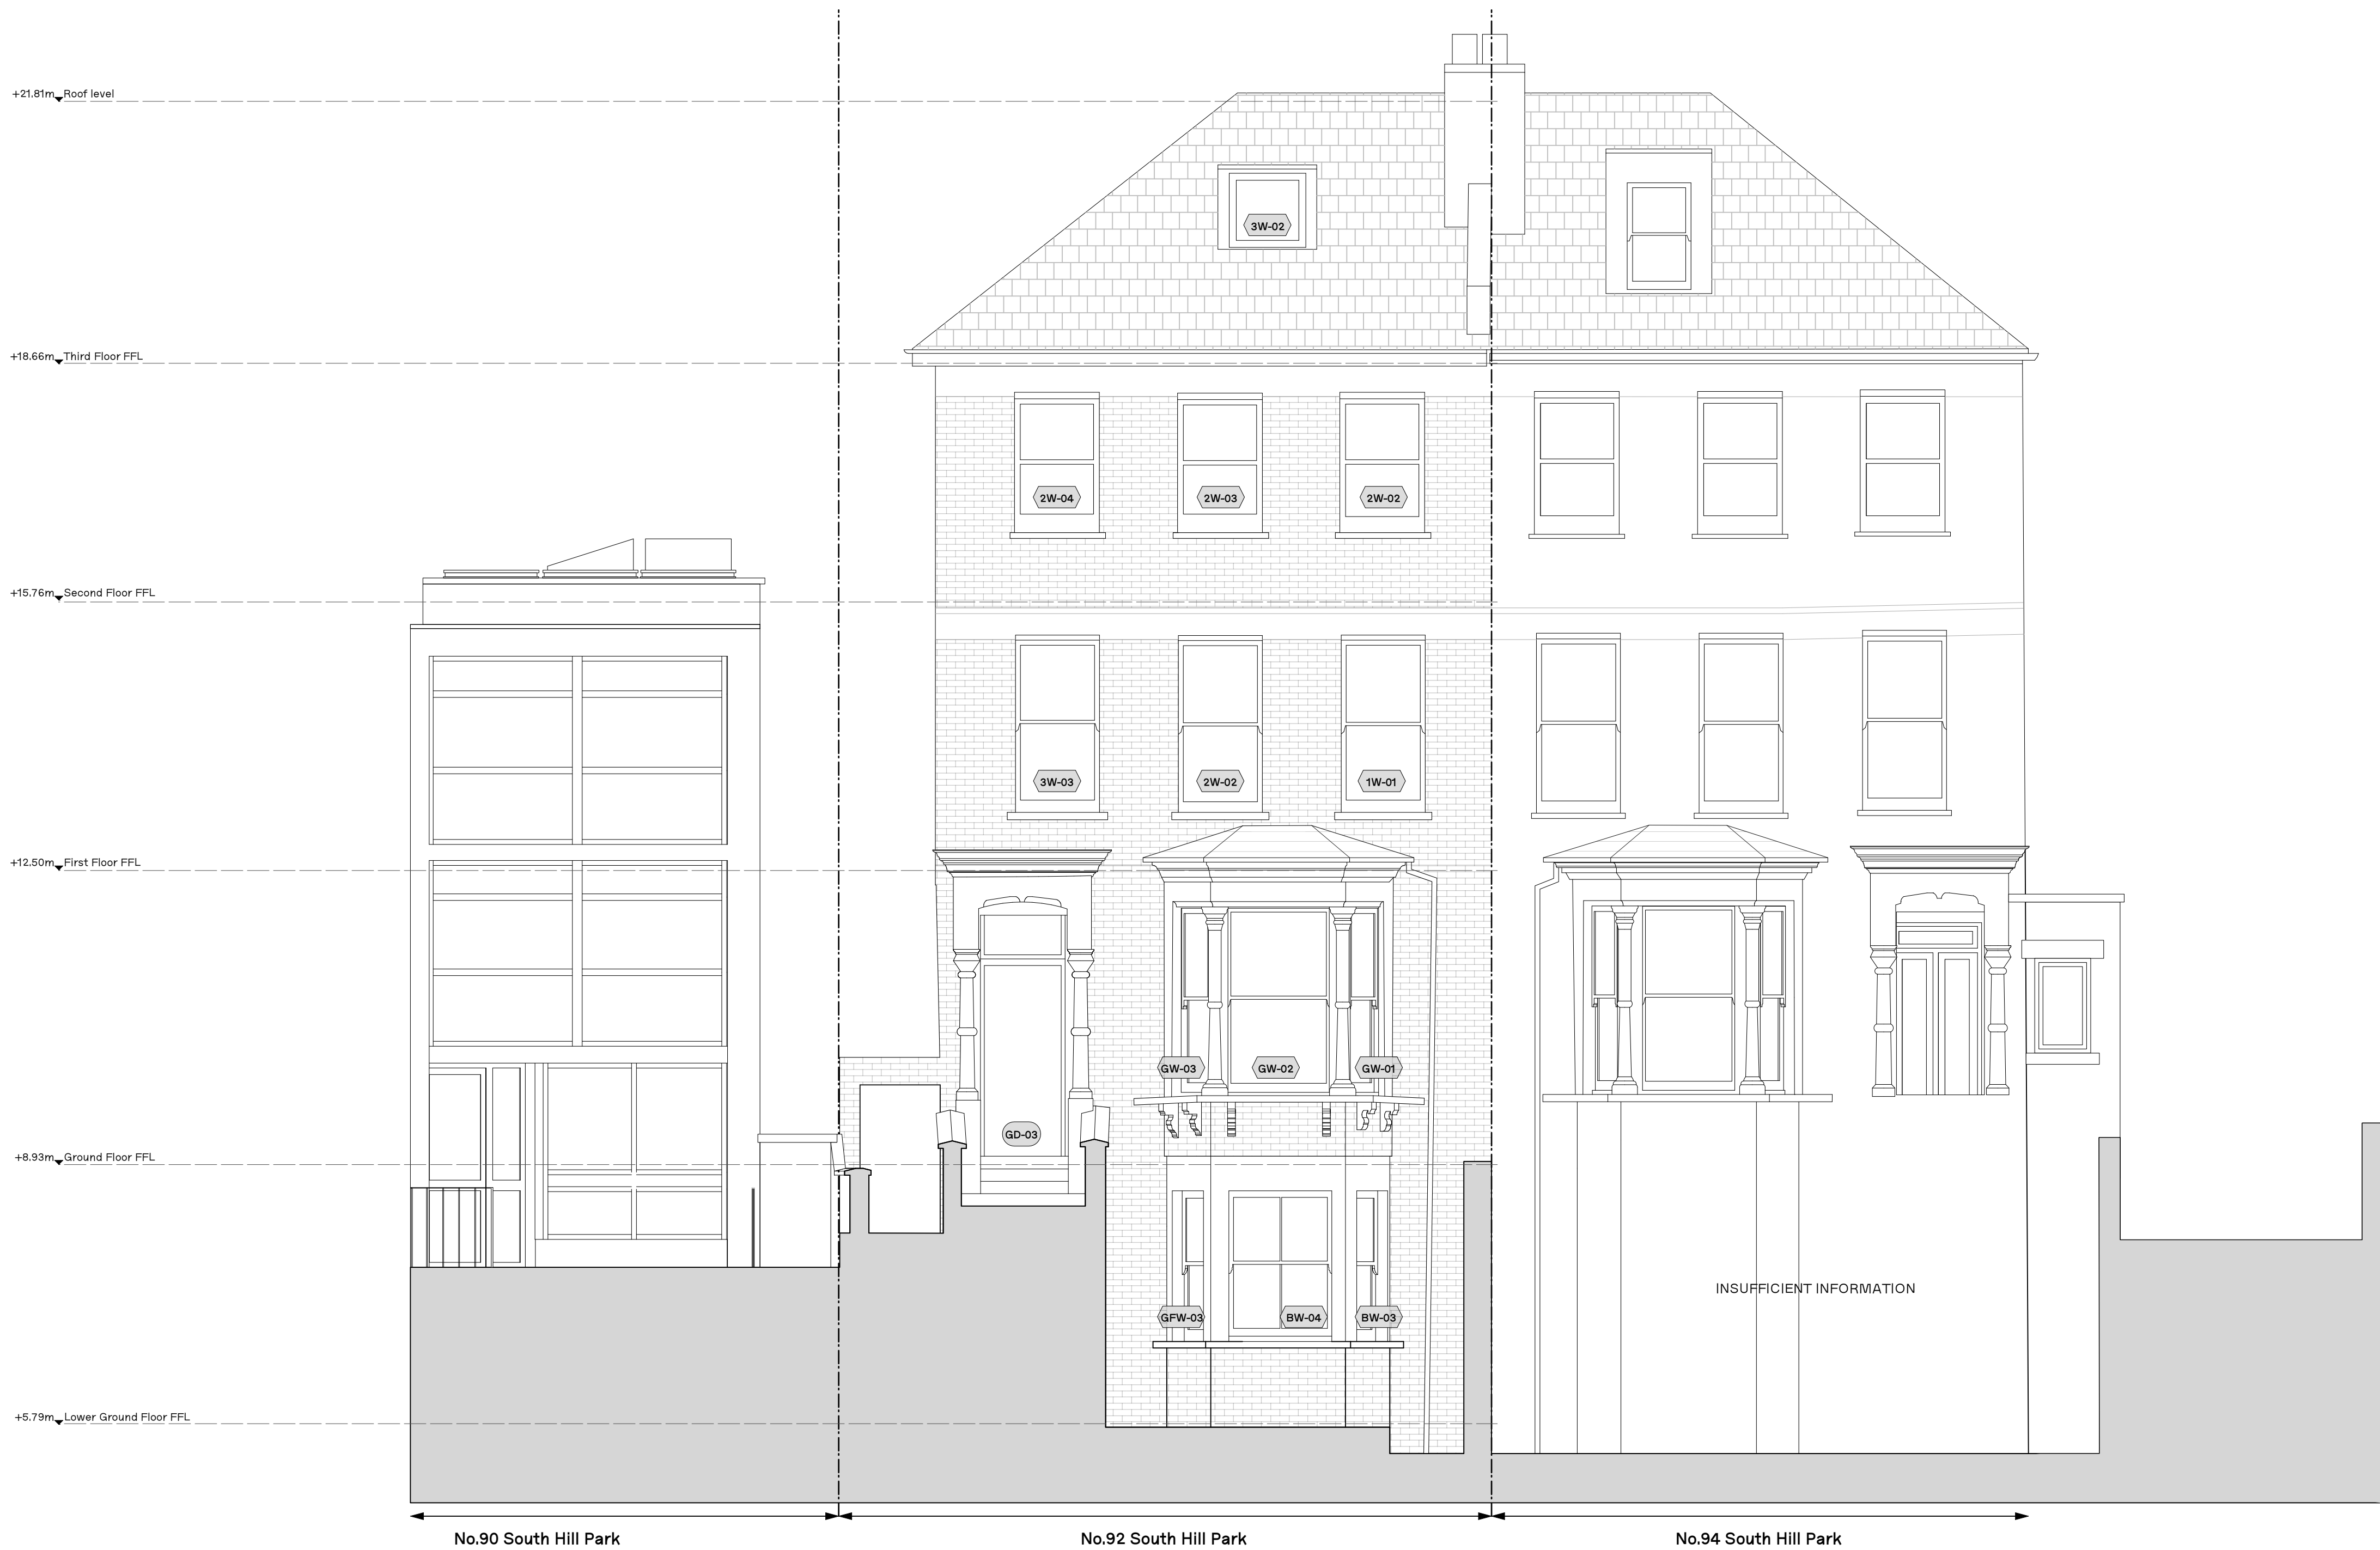 +21.81m Roof level
3W-02
+18.66m Third Floor FFL
2W-04 2W-03 2W-02
+15.76m Second Floor FFL
3W-03 2W-02 1W-01
+12.50m First Floor FFL
GW-03 GW-02 GW-01
GD-03
+8.93m Ground Floor FFL
INSUFFICIENT INFORMATION
GFW-03 BW-04 BW-03
+5.79m Lower Ground Floor FFL
No.90 South Hill Park No.92 South Hill Park No.94 South Hill Park